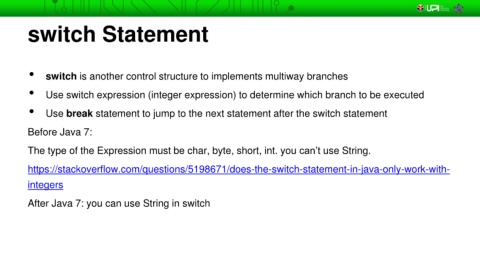 UPI
switch Statement
• switch is another control structure to implements multiway branches
• Use switch expression (integer expression) to determine which branch to be executed
• Use break statement to jump to the next statement after the switch statement
Before Java 7:
The type of the Expression must be char, byte, short, int. you can’t use String.
https://stackoverflow.com/questions/5198671/does-the-switch-statement-in-java-only-work-with-
integers
After Java 7: you can use String in switch